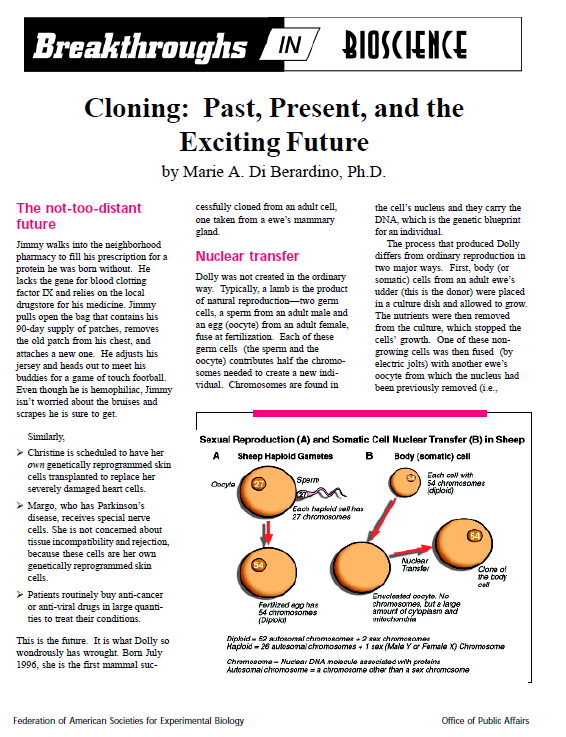 Breakthroughs IN BIOSCIENCE
Cloning: Past, Present, and the
Exciting Future
by Marie A. Di Berardino, Ph.D.
The not-too-distant
future
Jimmy walks into the neighborhood
pharmacy to fill his prescription for a
protein he was born without. He
lacks the gene for blood clotting
factor IX and relies on the local
drugstore for his medicine. Jimmy
pulls open the bag that contains his
90-day supply of patches, removes
the old patch from his chest, and
attaches a new one. He adjusts his
jersey and heads out to meet his
buddies for a game of touch football.
Even though he is hemophiliac, Jimmy
isn't worried about the bruises and
scrapes he is sure to get.
Similarly,
➢ Christine is scheduled to have her
own genetically reprogrammed skin
cells transplanted to replace her
severely damaged heart cells.
➢ Margo, who has Parkinson's
disease, receives special nerve
cells. She is not concerned about
tissue incompatibility and rejection,
because these cells are her own
genetically reprogrammed skin
cells.
➢ Patients routinely buy anti-cancer
or anti-viral drugs in large quanti-
ties to treat their conditions.
This is the future. It is what Dolly so
wondrously has wrought. Born July
1996, she is the first mammal suc-
cessfully cloned from an adult cell,
one taken from a ewe's mammary
gland.
Nuclear transfer
Dolly was not created in the ordinary
way. Typically, a lamb is the product
of natural reproduction—two germ
cells, a sperm from an adult male and
an egg (oocyte) from an adult female,
fuse at fertilization. Each of these
germ cells (the sperm and the
oocyte) contributes half the chromo-
somes needed to create a new indi-
vidual. Chromosomes are found in
the cell's nucleus and they carry the
DNA, which is the genetic blueprint
for an individual.
The process that produced Dolly
differs from ordinary reproduction in
two major ways. First, body (or
somatic) cells from an adult ewe's
udder (this is the donor) were placed
in a culture dish and allowed to grow.
The nutrients were then removed
from the culture, which stopped the
cells' growth. One of these non-
growing cells was then fused (by
electric jolts) with another ewe's
oocyte from which the nucleus had
been previously removed (i.e.,
Sexual Reproduction (A) and Somatic Cell Nuclear Transfer (B) in Sheep
A Sheep Haploid Gametes
Oocyte
27
Sperm
27
Each haploid cell has
27 chromosomes
54
Fertilized egg has
54 chromosomes
(Diploid)
B Body (somatic) cell
Each cell with
54 chromosomes
(diploid)
Nuclear
Transfer
54
Clone of
the body
cell
Enucleated oocyte. No
chromosomes, but a large
amount of cytoplasm and
mitochondria
Diploid = 52 autosomal chromosomes + 2 sex chromosomes
Haploid = 26 autosomal chromosomes + 1 sex (Male Y or Female X) Chromosome
Chromosome = Nuclear DNA molecule associated with proteins
Autosomal chromosome = a chromosome other than a sex chromosome
Federation of American Societies for Experimental Biology
Office of Public Affairs